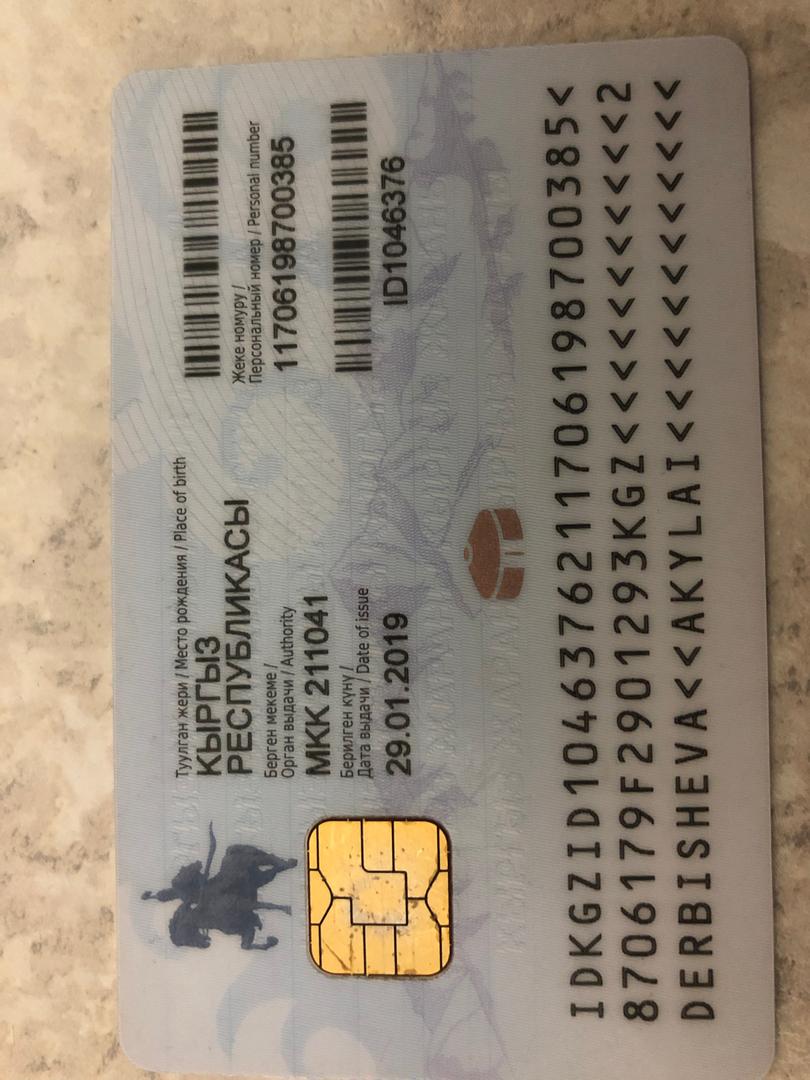 Туулган жери / Место рождения / Place of birth
КЫРГЫЗ
РЕСПУБЛИКАСЫ
Берген мекеме /
Орган выдачи / Authority
МКК 211041
Берилген күнү /
Дата выдачи / Date of issue
29.01.2019
Жеке номуру /
Персональный номер / Personal number
11706198700385
ID1046376
IDKGZID1046376211706198700385<
8706179F2901293KGZ<<<<<<<<<<<2
DERBISHEVA<<AKYLAI<<<<<<<<<<<<